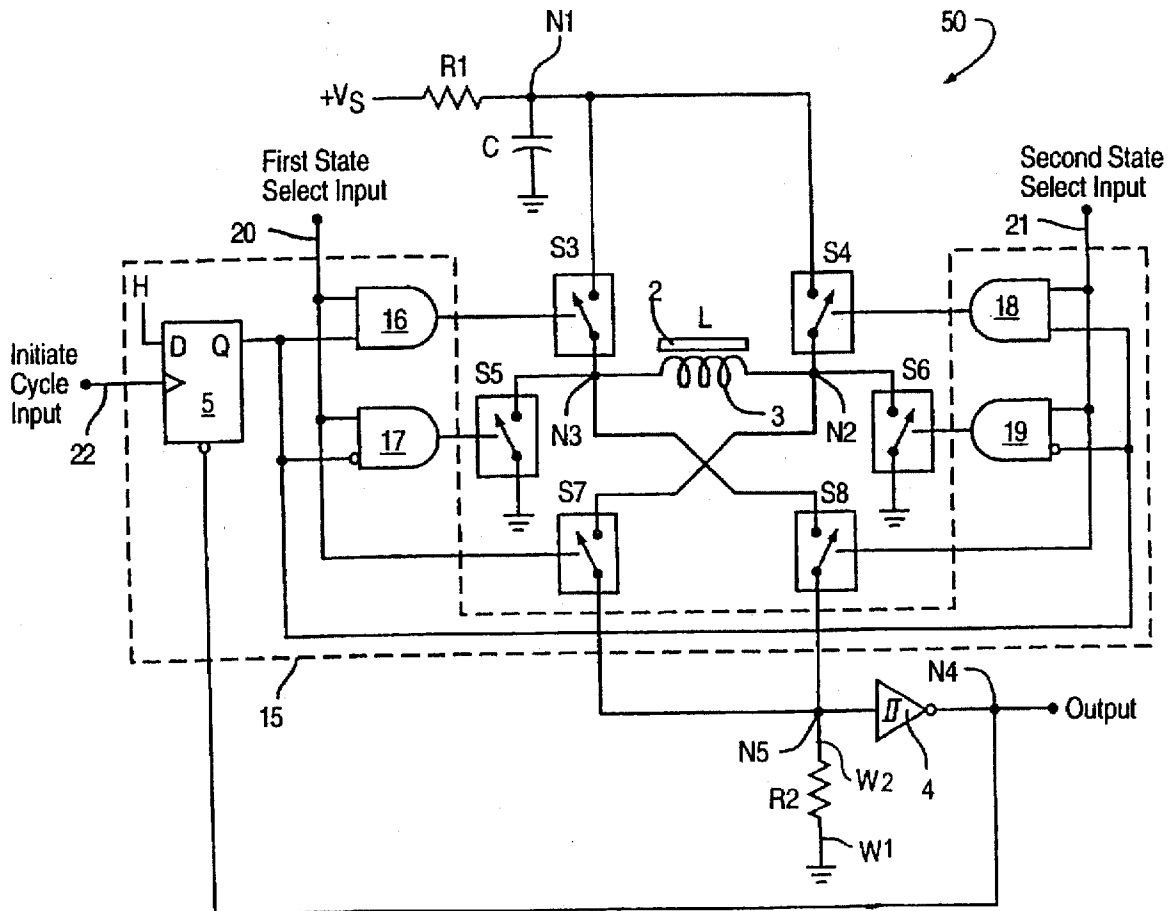 50
N1
R1
+VS
C
First State
Select Input
Second State
Select Input
20
21
S3
S4
H
2
L
16
18
D Q
Initiate
Cycle
Input
5
S5
S6
22
N3
3
N2
17
19
S7
S8
15
N4
Output
N5
W2
4
R2
W1